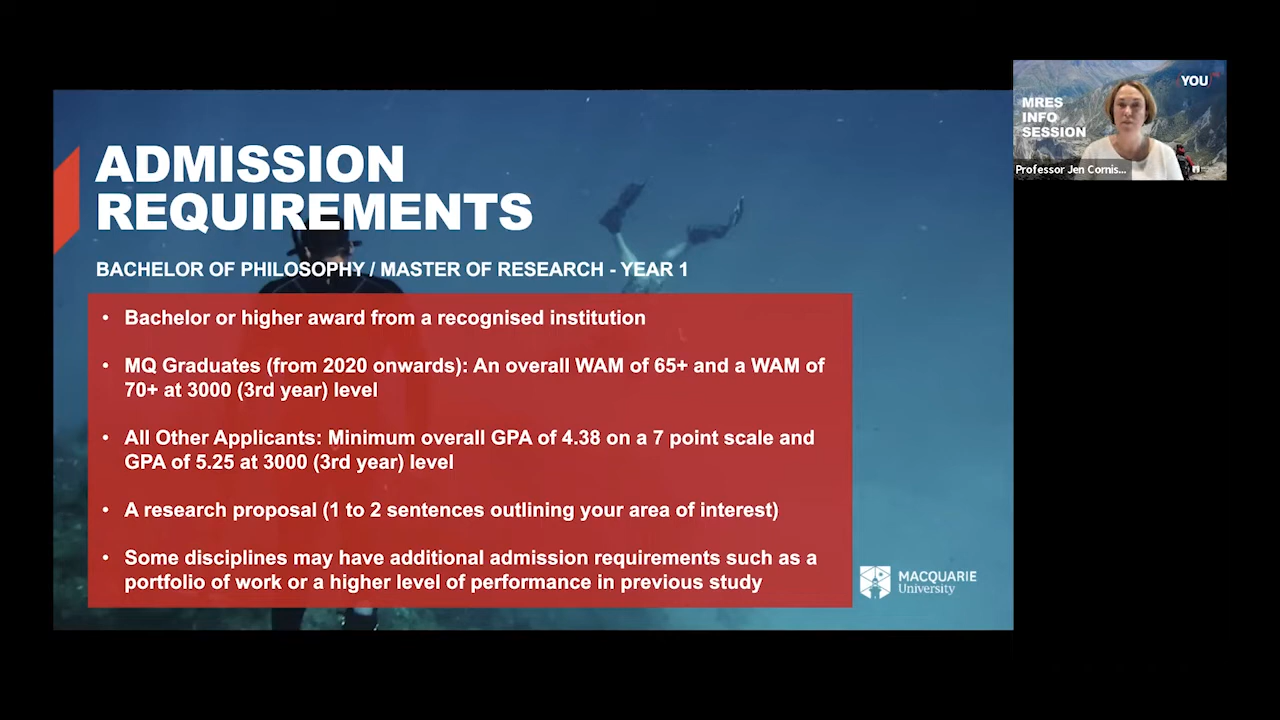 ADMISSION
REQUIREMENTS
BACHELOR OF PHILOSOPHY / MASTER OF RESEARCH - YEAR 1
• Bachelor or higher award from a recognised institution
• MQ Graduates (from 2020 onwards): An overall WAM of 65+ and a WAM of
70+ at 3000 (3rd year) level
• All Other Applicants: Minimum overall GPA of 4.38 on a 7 point scale and
GPA of 5.25 at 3000 (3rd year) level
• A research proposal (1 to 2 sentences outlining your area of interest)
• Some disciplines may have additional admission requirements such as a
portfolio of work or a higher level of performance in previous study
MACQUARIE
University
YOU
MRES
INFO
SESSION
Professor Jen Cornis...